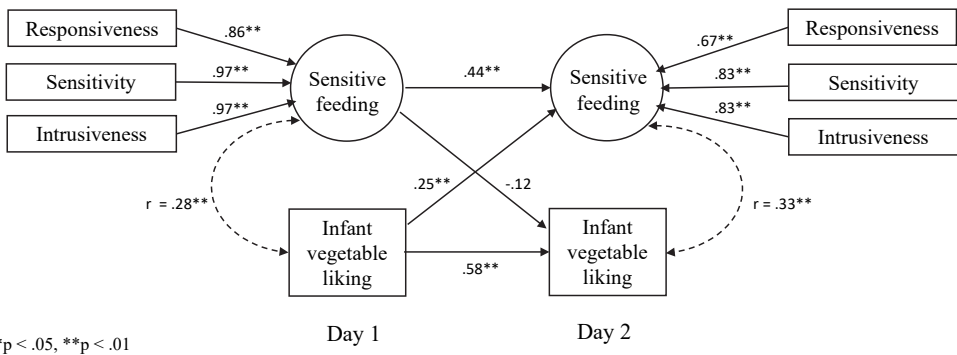 Responsiveness
Sensitivity
Intrusiveness
.86**
.97**
.97**
Sensitive
feeding
.44**
Sensitive
feeding
.67**
.83**
.83**
Responsiveness
Sensitivity
Intrusiveness
r = .28**
.25**
-.12
r = .33**
Infant
vegetable
liking
.58**
Infant
vegetable
liking
Day 1
Day 2
*p < .05, **p < .01